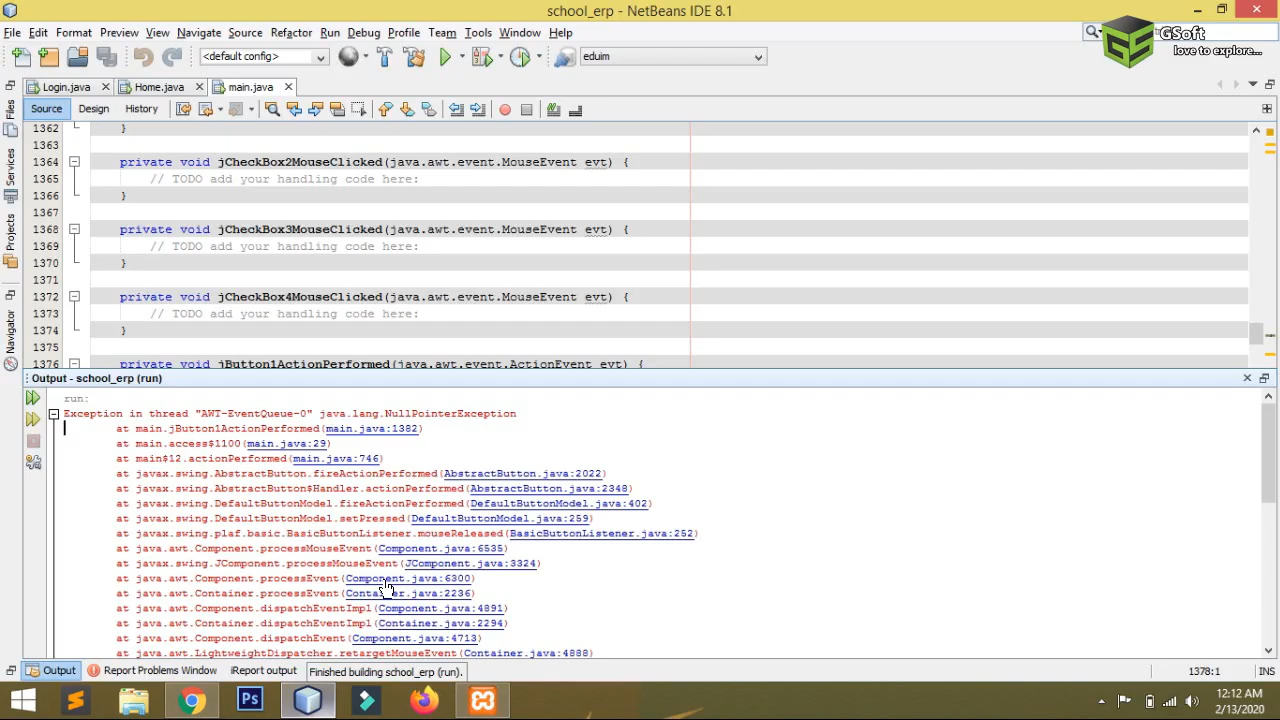 school_erp - NetBeans IDE 8.1
File Edit View Navigate Source Refactor Run Debug Profile Team Tools Window Help
GSoft
love to explore...
<default config>
eduim
Login.java
Home.java
main.java
Source Design History
Files
Services
Projects
Navigator
1362 }
1363
1364 private void jCheckBox2MouseClicked(java.awt.event.MouseEvent evt) {
1365 // TODO add your handling code here:
1366 }
1367
1368 private void jCheckBox3MouseClicked(java.awt.event.MouseEvent evt) {
1369 // TODO add your handling code here:
1370 }
1371
1372 private void jCheckBox4MouseClicked(java.awt.event.MouseEvent evt) {
1373 // TODO add your handling code here:
1374 }
1375
1376 private void jButton1ActionPerformed(java.awt.event.ActionEvent evt) {
Output - school_erp (run)
run:
Exception in thread "AWT-EventQueue-0" java.lang.NullPointerException
at main.jButton1ActionPerformed(main.java:1382)
at main.access$1100(main.java:29)
at main$12.actionPerformed(main.java:746)
at javax.swing.AbstractButton.fireActionPerformed(AbstractButton.java:2022)
at javax.swing.AbstractButton$Handler.actionPerformed(AbstractButton.java:2348)
at javax.swing.DefaultButtonModel.fireActionPerformed(DefaultButtonModel.java:402)
at javax.swing.DefaultButtonModel.setPressed(DefaultButtonModel.java:259)
at javax.swing.plaf.basic.BasicButtonListener.mouseReleased(BasicButtonListener.java:252)
at java.awt.Component.processMouseEvent(Component.java:6535)
at javax.swing.JComponent.processMouseEvent(JComponent.java:3324)
at java.awt.Component.processEvent(Component.java:6300)
at java.awt.Container.processEvent(Container.java:2236)
at java.awt.Component.dispatchEventImpl(Component.java:4891)
at java.awt.Container.dispatchEventImpl(Container.java:2294)
at java.awt.Component.dispatchEvent(Component.java:4713)
at java.awt.LightweightDispatcher.retargetMouseEvent(Container.java:4888)
Output
Report Problems Window
iReport output
Finished building school_erp (run).
1378:1
INS
Ps
12:12 AM
2/13/2020